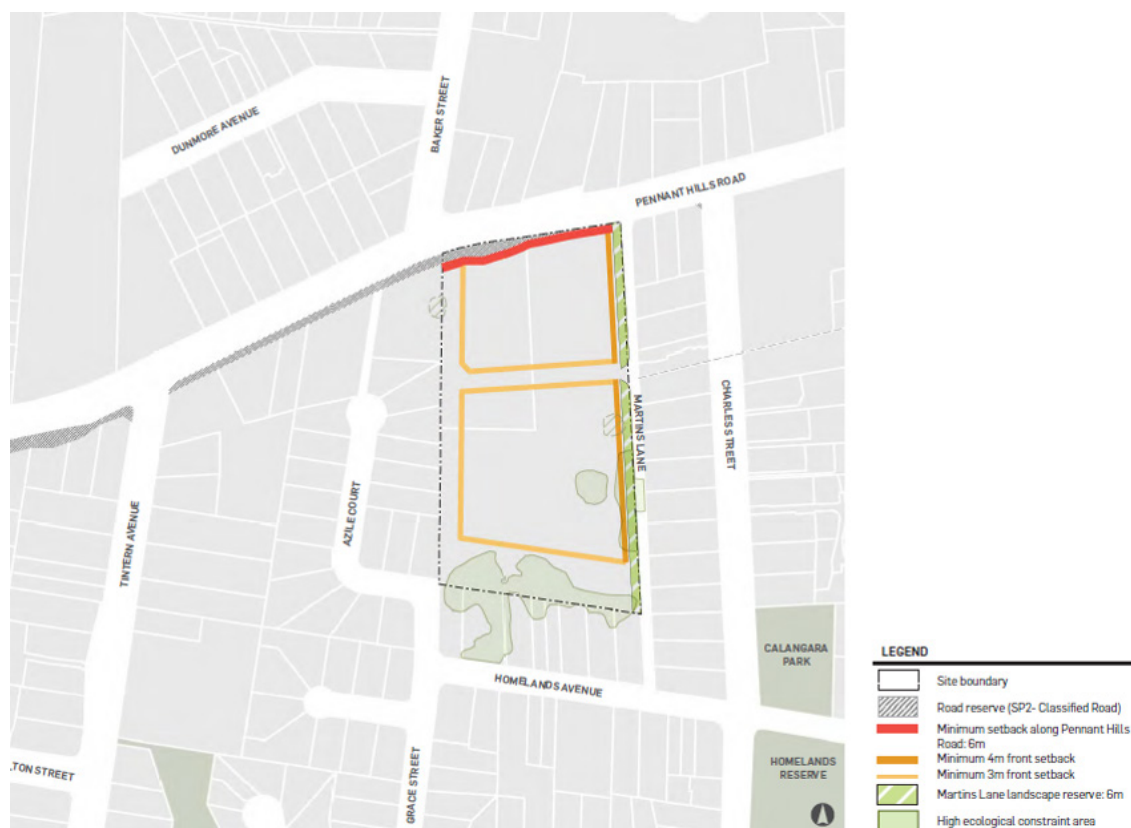 DUNMORE AVENUE
BAKER STREET
PENNANT HILLS ROAD
MARTINS LANE
CHARLES STREET
AZILE COURT
TINTERN AVENUE
CALANGARA
PARK
HOMELANDS AVENUE
HOMELANDS
RESERVE
LTON STREET
GRACE STREET
LEGEND
Site boundary
Road reserve (SP2- Classified Road)
Minimum setback along Pennant Hills
Road: 6m
Minimum 4m front setback
Minimum 3m front setback
Martins Lane landscape reserve: 6m
High ecological constraint area